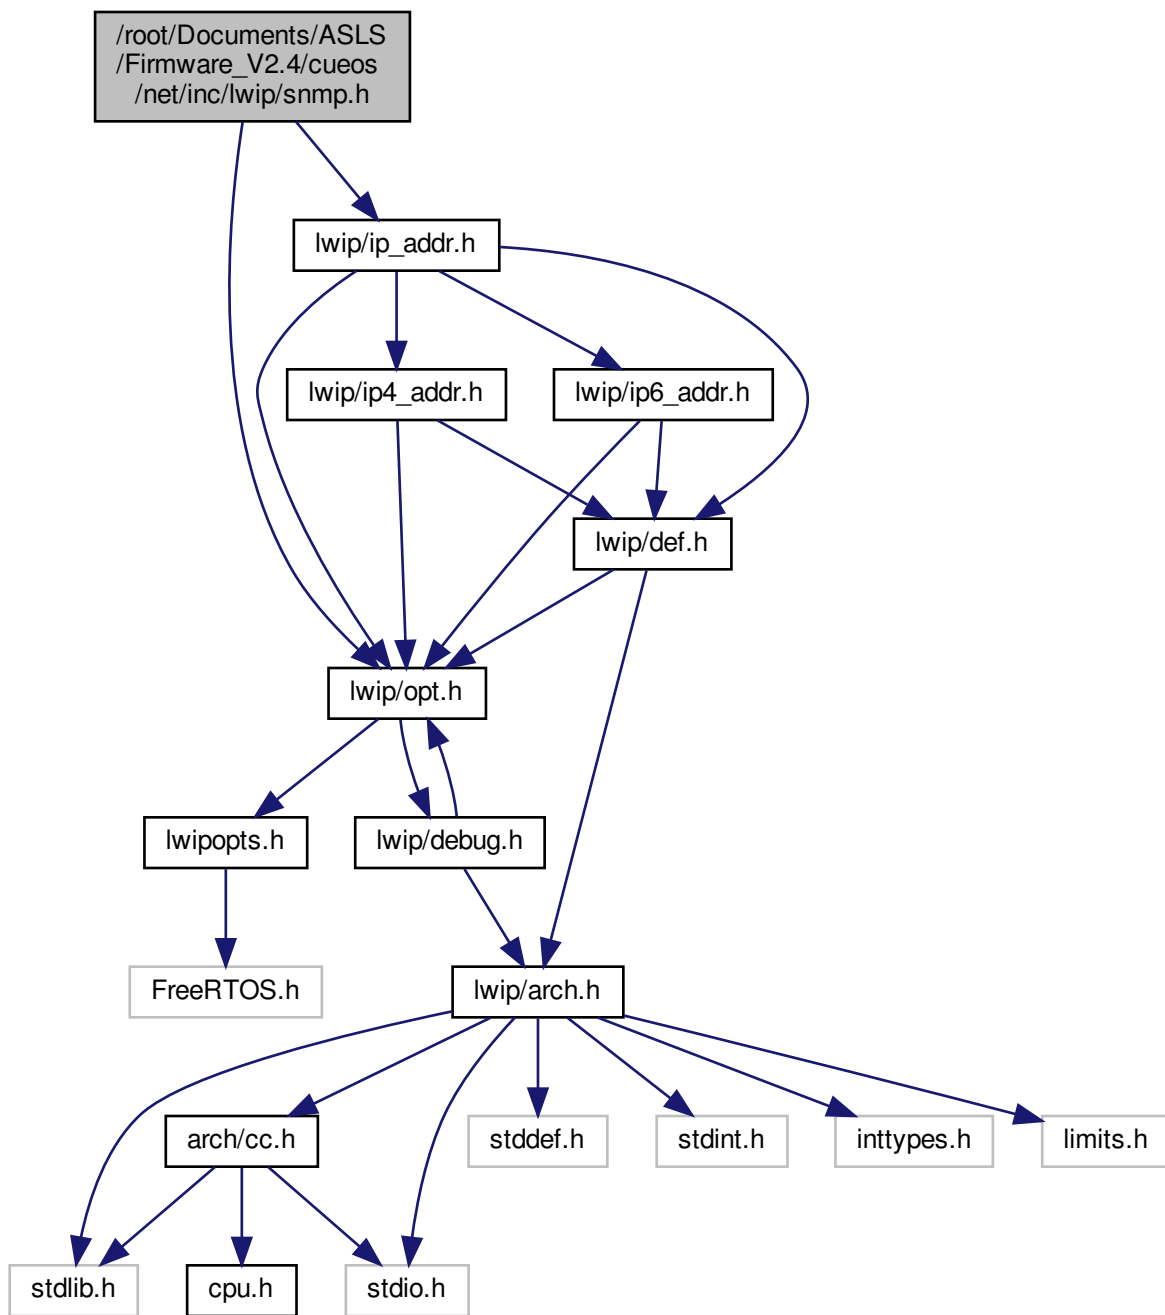 /root/Documents/ASLS
/Firmware_V2.4/cueos
/net/inc/lwip/snmp.h
lwip/ip_addr.h
lwip/ip4_addr.h
lwip/ip6_addr.h
lwip/def.h
lwip/opt.h
lwipopts.h
lwip/debug.h
FreeRTOS.h
lwip/arch.h
arch/cc.h
stddef.h
stdint.h
inttypes.h
limits.h
stdlib.h
cpu.h
stdio.h